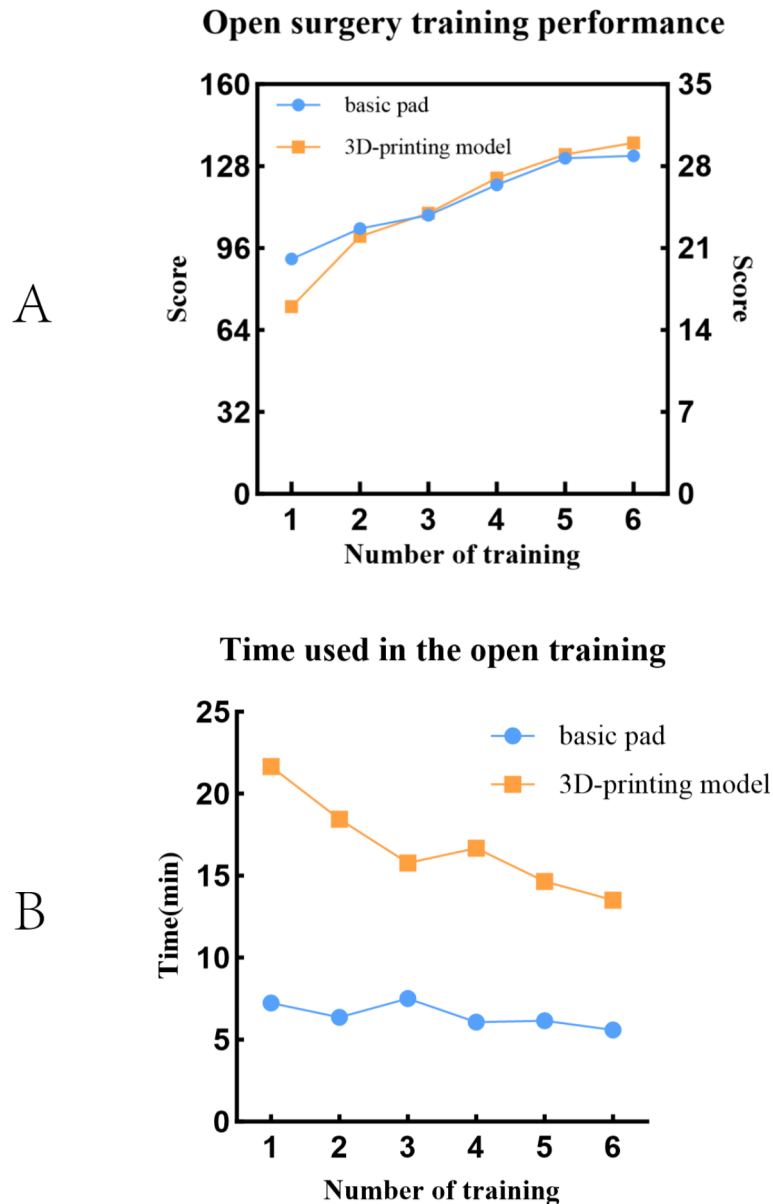 Open surgery training performance
160
128
96
64
32
0
35
28
21
14
7
0
basic pad
3D-printing model
Score
Score
A
1 2 3 4 5 6
Number of training
Time used in the open training
25
20
15
10
5
0
basic pad
3D-printing model
Time(min)
B
1 2 3 4 5 6
Number of training